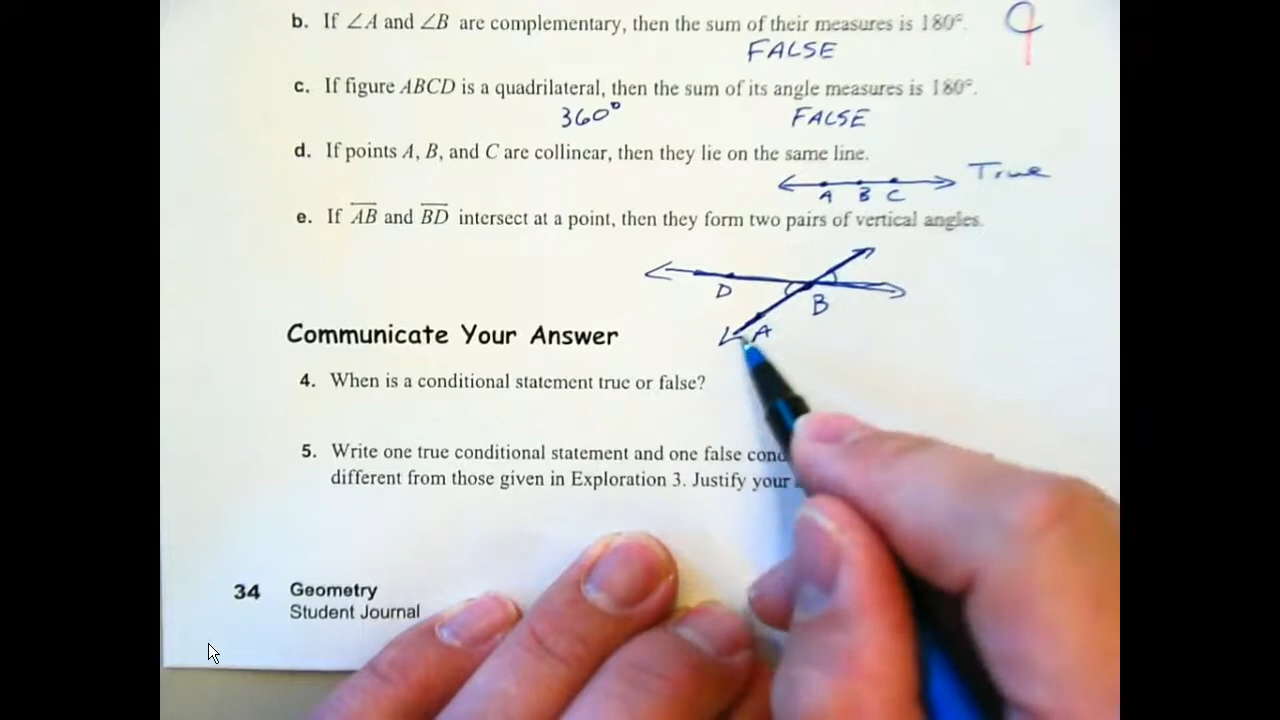 b. If ∠A and ∠B are complementary, then the sum of their measures is 180°.
FALSE
c. If figure ABCD is a quadrilateral, then the sum of its angle measures is 180°.
360° FALSE
d. If points A, B, and C are collinear, then they lie on the same line.
True
A B C
e. If A͞B and B͞D intersect at a point, then they form two pairs of vertical angles.
D B
A
Communicate Your Answer
4. When is a conditional statement true or false?
5. Write one true conditional statement and one false
different from those given in Exploration 3. Justify your
34 Geometry
Student Journal